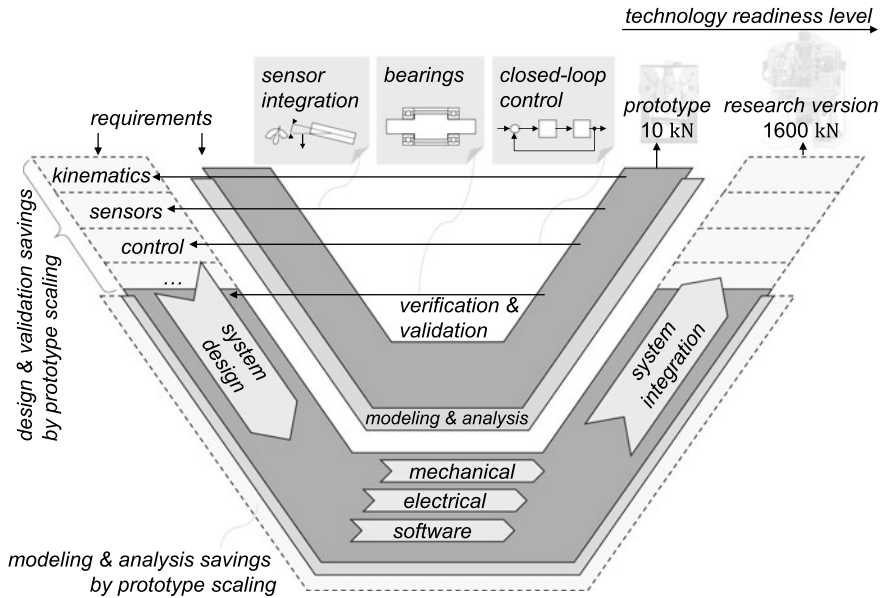 technology readiness level
sensor
integration
bearings
closed-loop
control
prototype
10 kN
research version
1600 kN
requirements
kinematics
sensors
control
...
verification &
validation
design & validation savings
by prototype scaling
system
design
system
integration
modeling & analysis
mechanical
electrical
software
modeling & analysis savings
by prototype scaling